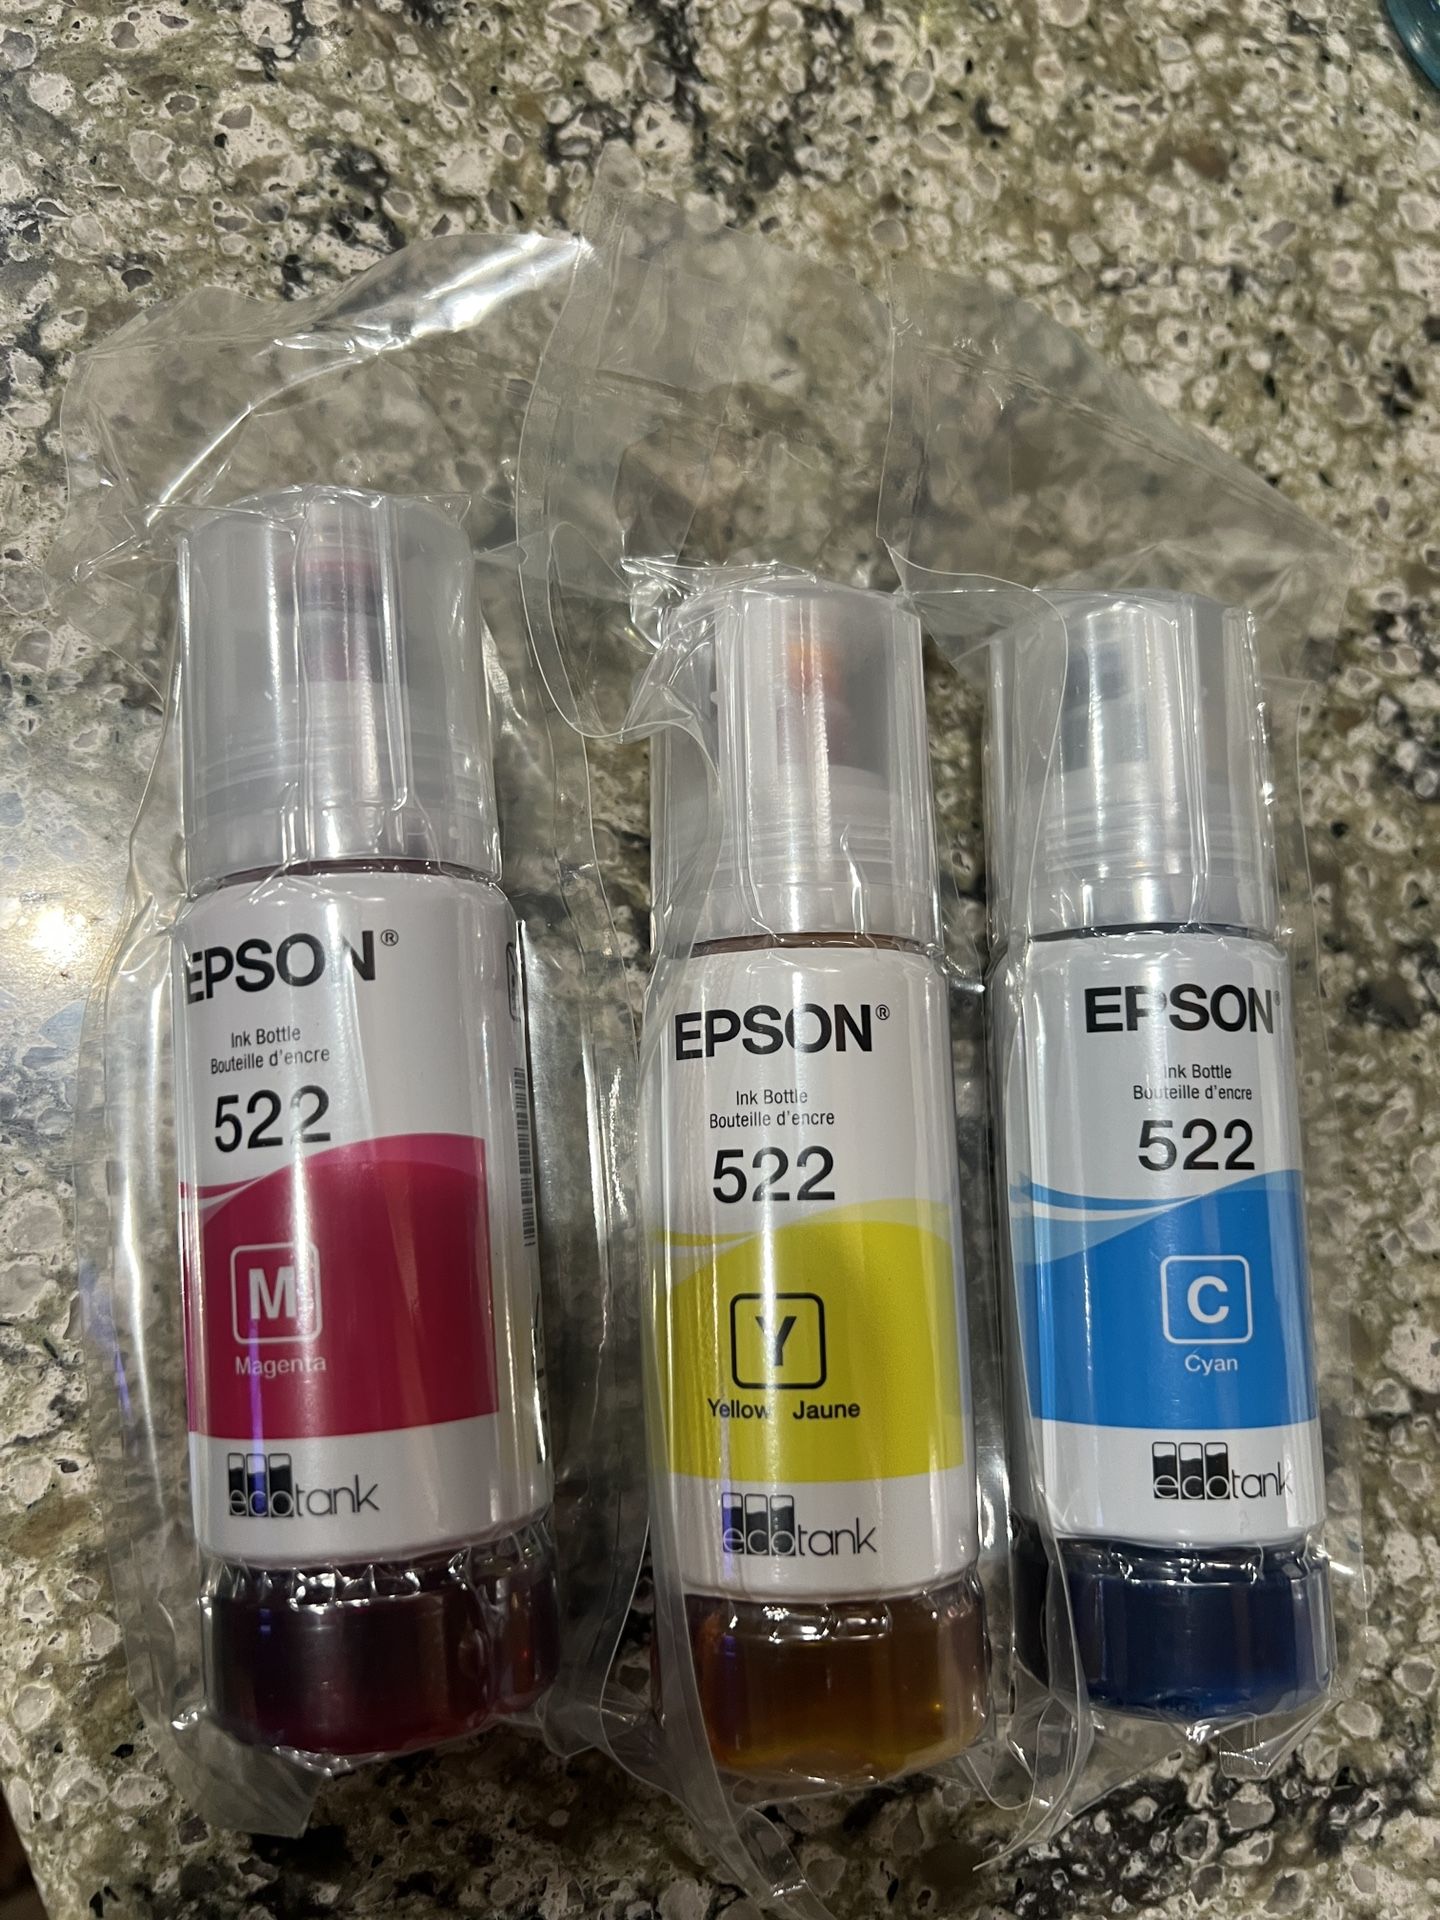 EPSON®
Ink Bottle
Bouteille d'encre
522
M
Magenta
ecotank
EPSON®
Ink Bottle
Bouteille d'encre
522
Y
Yellow Jaune
ecotank
EPSON®
Ink Bottle
Bouteille d'encre
522
C
Cyan
ecotank